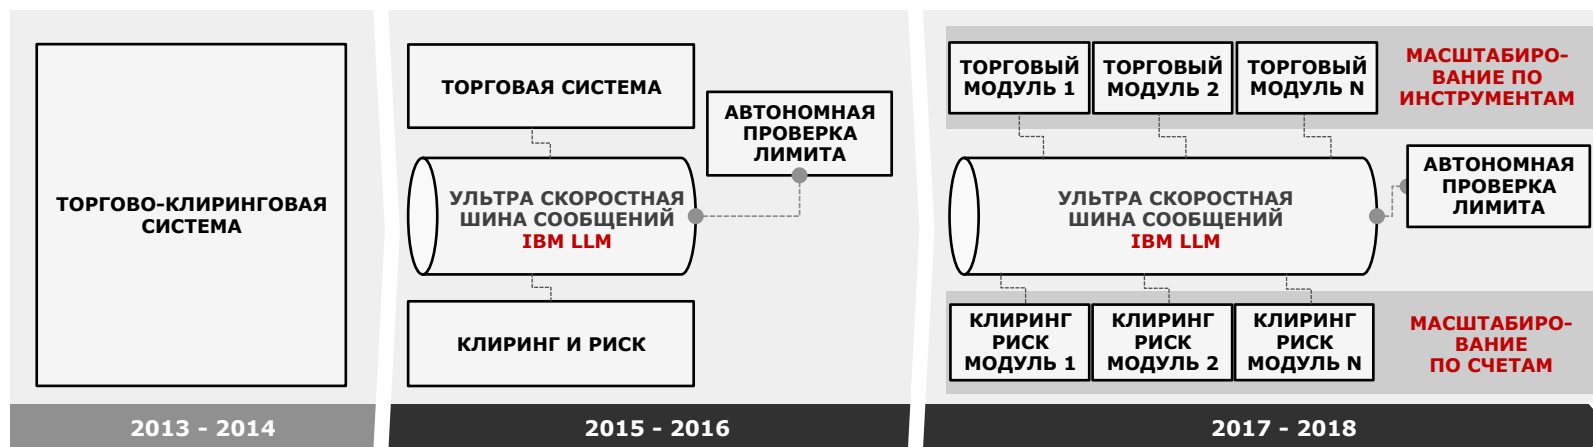 ТОРГОВО-КЛИРИНГОВАЯ
СИСТЕМА
2013 - 2014
ТОРГОВАЯ СИСТЕМА
АВТОНОМНАЯ
ПРОВЕРКА
ЛИМИТА
УЛЬТРА СКОРОСТНАЯ
ШИНА СООБЩЕНИЙ
IBM LLM
КЛИРИНГ И РИСК
2015 - 2016
ТОРГОВЫЙ
МОДУЛЬ 1
ТОРГОВЫЙ
МОДУЛЬ 2
ТОРГОВЫЙ
МОДУЛЬ N
МАСШТАБИРО-
ВАНИЕ ПО
ИНСТРУМЕНТАМ
УЛЬТРА СКОРОСТНАЯ
ШИНА СООБЩЕНИЙ
IBM LLM
АВТОНОМНАЯ
ПРОВЕРКА
ЛИМИТА
КЛИРИНГ
РИСК
МОДУЛЬ 1
КЛИРИНГ
РИСК
МОДУЛЬ 2
КЛИРИНГ
РИСК
МОДУЛЬ N
МАСШТАБИРО-
ВАНИЕ
ПО СЧЕТАМ
2017 - 2018